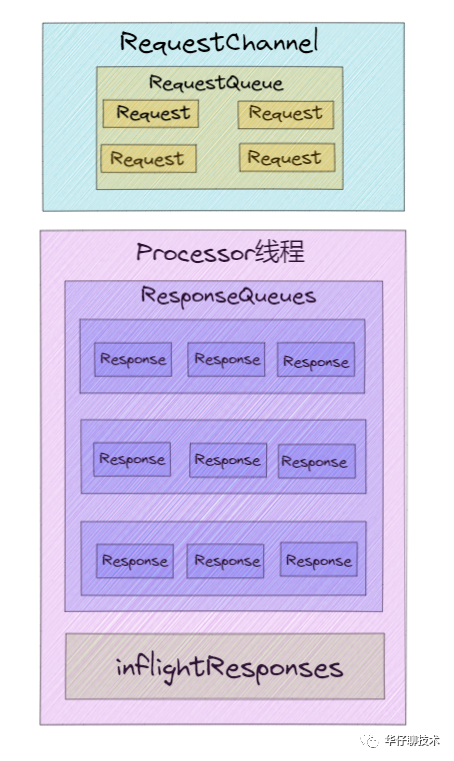 RequestChannel
RequestQueue
Request Request
Request Request
Processor线程
ResponseQueues
Response Response Response
Response Response Response
Response Response Response
inflightResponses
华仔聊技术